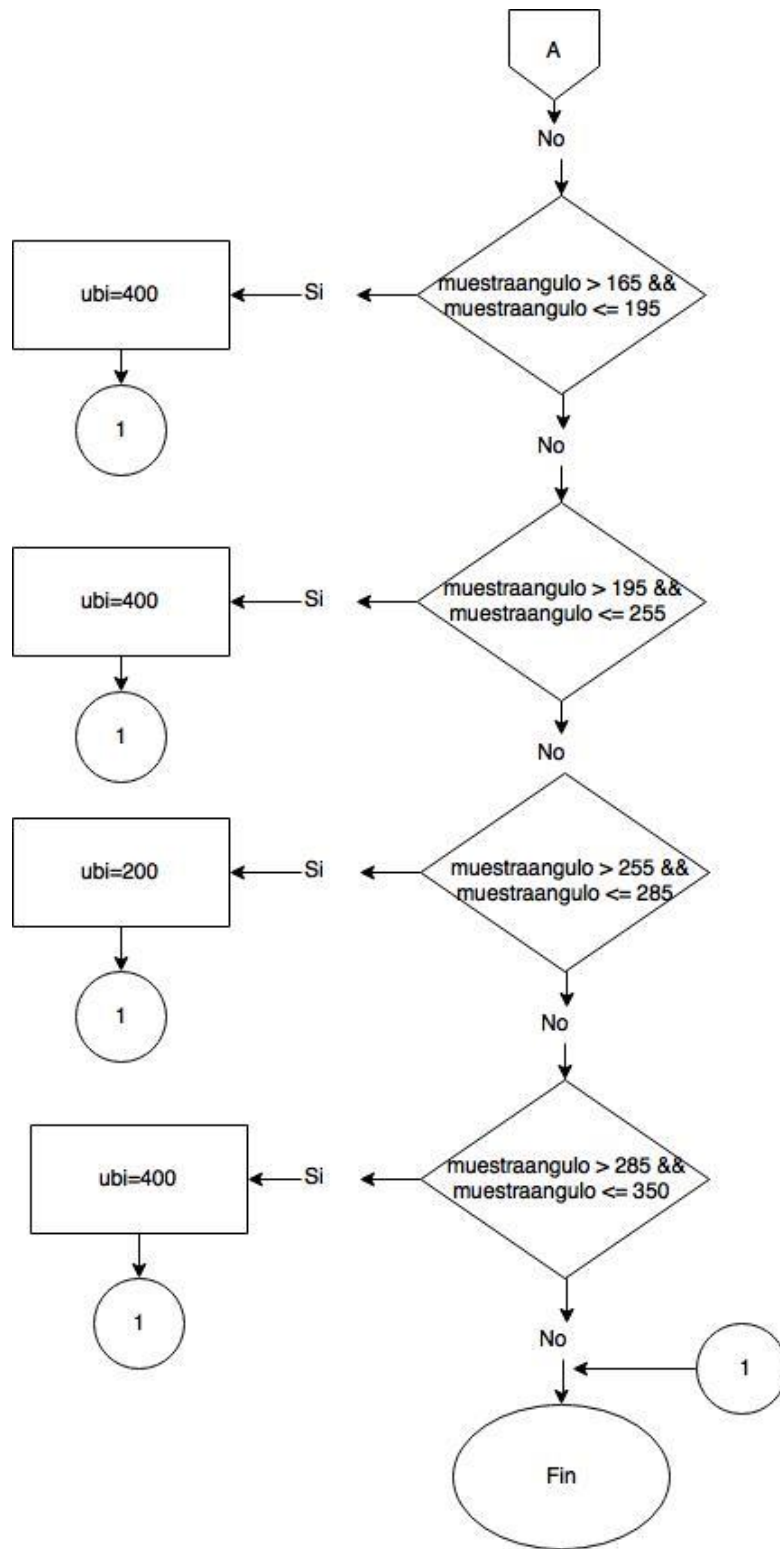 A
No
muestraangulo > 165 &&
muestraangulo <= 195
Si
ubi=400
1
No
muestraangulo > 195 &&
muestraangulo <= 255
Si
ubi=400
1
No
muestraangulo > 255 &&
muestraangulo <= 285
Si
ubi=200
1
No
muestraangulo > 285 &&
muestraangulo <= 350
Si
ubi=400
1
No
1
Fin